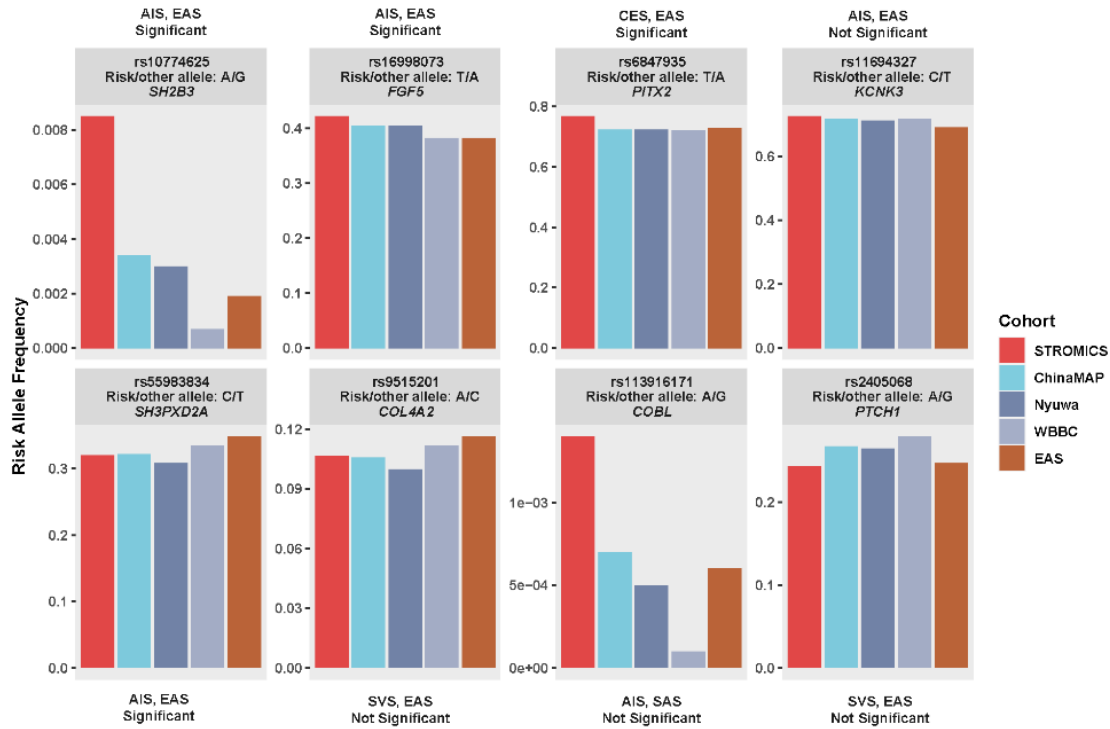 AIS, EAS
Significant
AIS, EAS
Significant
CES, EAS
Significant
AIS, EAS
Not Significant
rs10774625
Risk/other allele: A/G
SH2B3
rs16998073
Risk/other allele: T/A
FGF5
rs6847935
Risk/other allele: T/A
PITX2
rs11694327
Risk/other allele: C/T
KCNK3
0.008
0.006
0.004
0.002
0.000
0.4
0.3
0.2
0.1
0.0
0.8
0.6
0.4
0.2
0.0
0.6
0.4
0.2
0.0
Risk Allele Frequency
rs55983834
Risk/other allele: C/T
SH3PXD2A
rs9515201
Risk/other allele: A/C
COL4A2
rs113916171
Risk/other allele: A/G
COBL
rs2405068
Risk/other allele: A/G
PTCH1
0.3
0.2
0.1
0.0
0.12
0.09
0.06
0.03
0.00
1e−03
5e−04
0e+00
0.2
0.1
0.0
AIS, EAS
Significant
SVS, EAS
Not Significant
AIS, SAS
Not Significant
SVS, EAS
Not Significant
Cohort
STROMICS
ChinaMAP
Nyuwa
WBBC
EAS